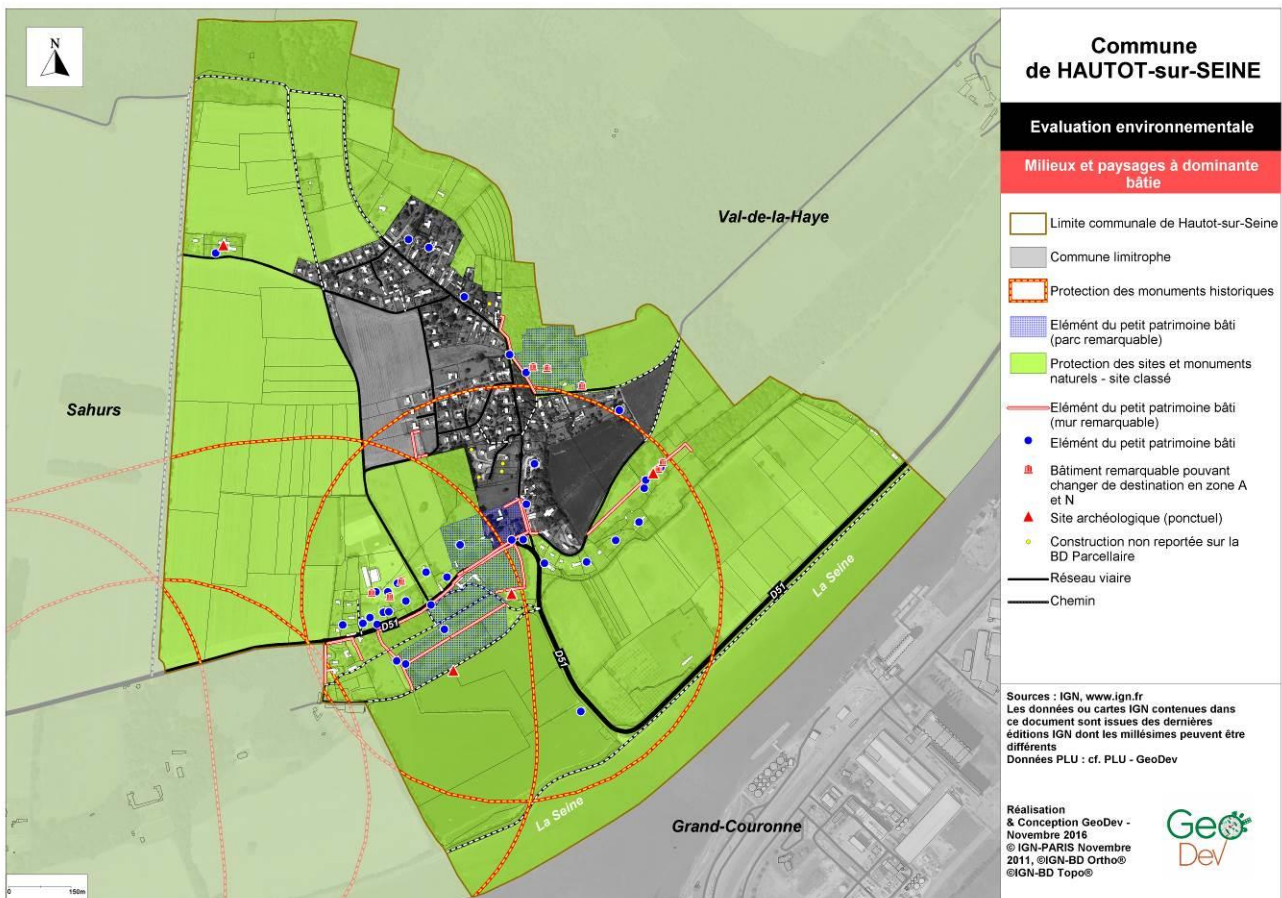 N
Commune
de HAUTOT-sur-SEINE
Evaluation environnementale
Milieux et paysages à dominante
bâtie
Limite communale de Hautot-sur-Seine
Commune limitrophe
Protection des monuments historiques
Elément du petit patrimoine bâti
(parc remarquable)
Protection des sites et monuments
naturels - site classé
Elément du petit patrimoine bâti
(mur remarquable)
Elément du petit patrimoine bâti
Bâtiment remarquable pouvant
changer de destination en zone A
et N
Site archéologique (ponctuel)
Construction non reportée sur la
BD Parcellaire
Réseau viaire
Chemin
Val-de-la-Haye
Sahurs
La Seine
D51
D51
D51
La Seine
Grand-Couronne
0 150m
Sources : IGN, www.ign.fr
Les données ou cartes IGN contenues dans
ce document sont issues des dernières
éditions IGN dont les millésimes peuvent être
différents
Données PLU : cf. PLU - GeoDev
Réalisation
& Conception GeoDev -
Novembre 2016
© IGN-PARIS Novembre
2011, ©IGN-BD Ortho®
©IGN-BD Topo®
Geo
Dev